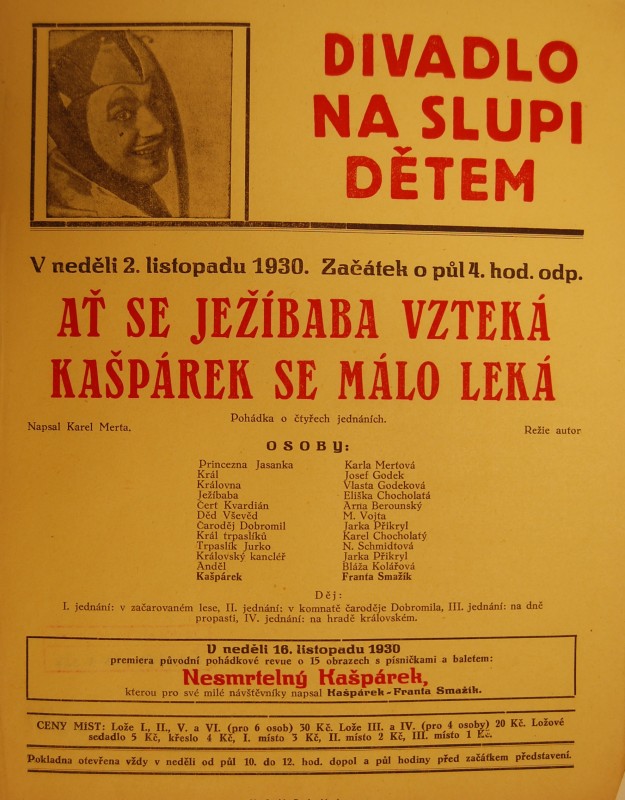 DIVADLO
NA SLUPI
DĚTEM
V neděli 2. listopadu 1930. Začátek o půl 4. hod. odp.
AŤ SE JEŽÍBABA VZTEKÁ
KAŠPÁREK SE MÁLO LEKÁ
Pohádka o čtyřech jednáních.
Napsal Karel Merta.
Režie autor
OSOBY:
Princezna Jasanka Karla Mertová
Král Josef Godek
Královna Vlasta Godeková
Ježíbaba Eliška Chocholatá
Čert Kvardián Arna Berounský
Děd Vševěd M. Vojta
Čaroděj Dobromil Jarka Přikryl
Král trpaslíků Karel Chocholatý
Trpaslík Jurko N. Schmidtová
Královský kancléř Jarka Přikryl
Anděl Bláža Kolářová
Kašpárek Franta Smažík
Děj:
I. jednání: v začarovaném lese, II. jednání: v komnatě čaroděje Dobromila, III. jednání: na dně
propasti, IV. jednání: na hradě královském.
V neděli 16. listopadu 1930
premiera původní pohádkové revue o 15 obrazech s písničkami a baletem:
Nesmrtelný Kašpárek,
kterou pro své milé návštěvníky napsal Kašpárek-Franta Smažík.
CENY MÍST: Lože I., II., V. a VI. (pro 6 osob) 30 Kč. Lože III. a IV. (pro 4 osoby) 20 Kč. Ložové
sedadlo 5 Kč, křeslo 4 Kč, I. místo 3 Kč, II. místo 2 Kč, III. místo 1 Kč.
Pokladna otevřena vždy v neděli od půl 10. do 12. hod. dopol a půl hodiny před začátkem představení.